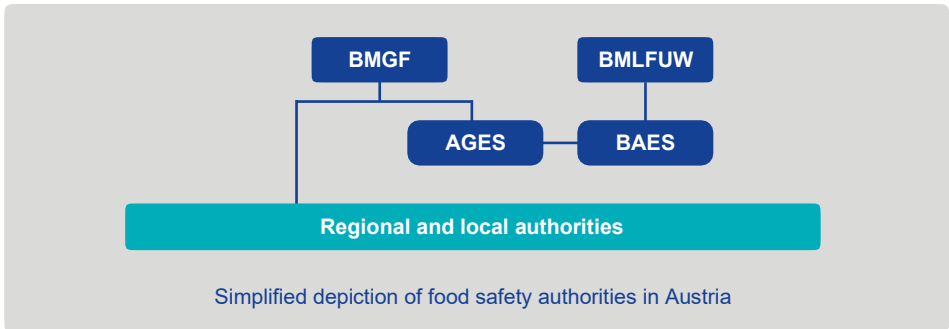 BMGF
BMLFUW
AGES
BAES
Regional and local authorities
Simplified depiction of food safety authorities in Austria